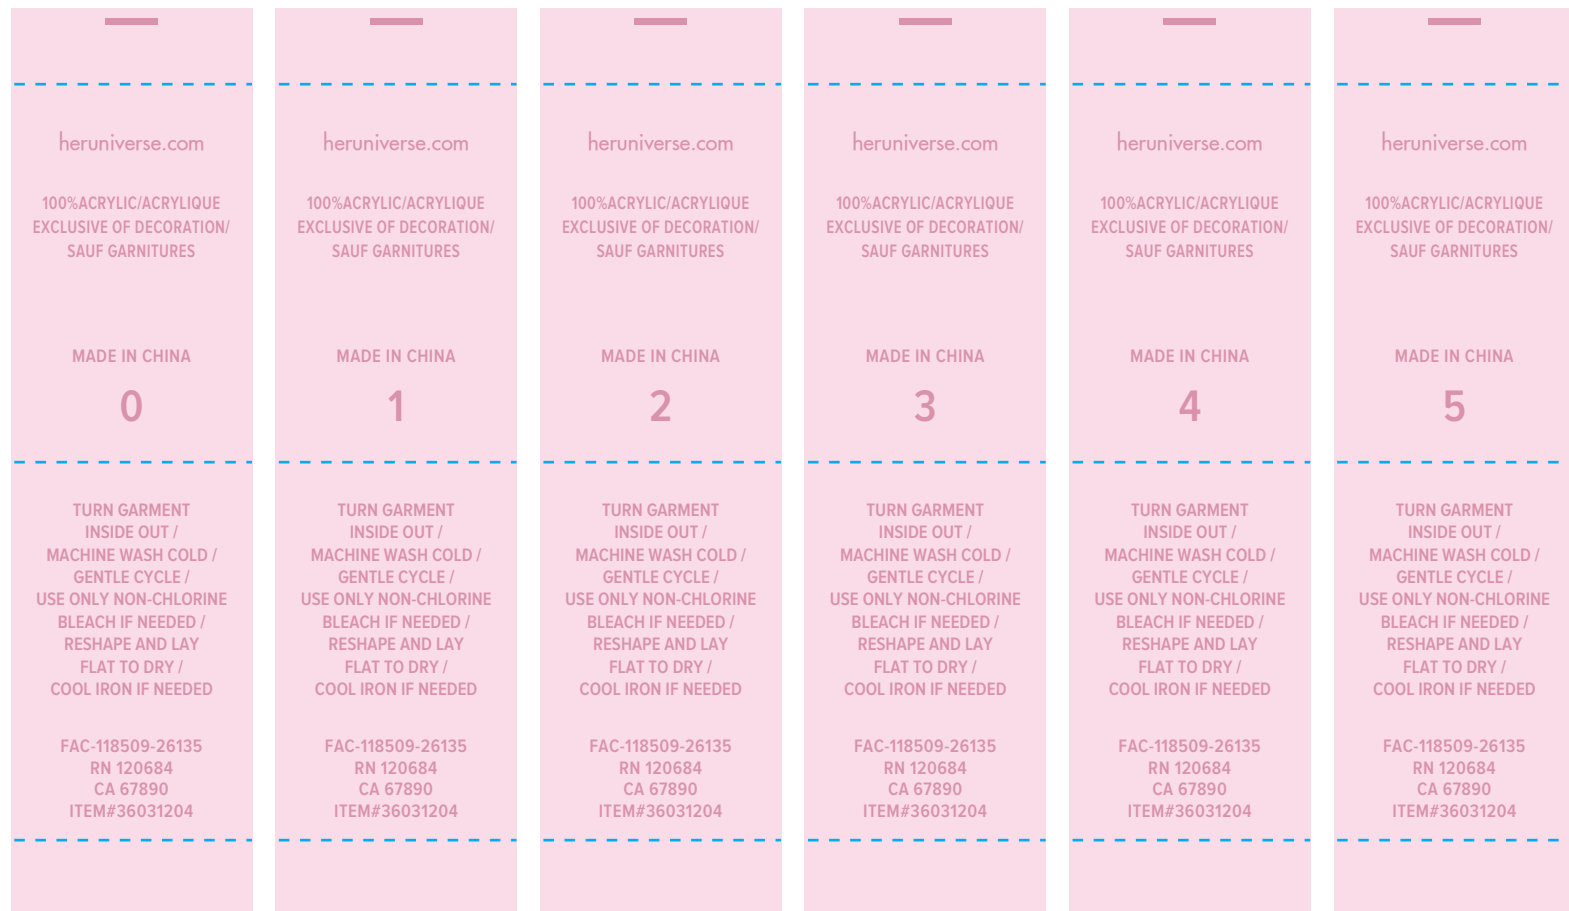 heruniverse.com
100%ACRYLIC/ACRYLIQUE
EXCLUSIVE OF DECORATION/
SAUF GARNITURES
MADE IN CHINA
0
TURN GARMENT
INSIDE OUT /
MACHINE WASH COLD /
GENTLE CYCLE /
USE ONLY NON-CHLORINE
BLEACH IF NEEDED /
RESHAPE AND LAY
FLAT TO DRY /
COOL IRON IF NEEDED
FAC-118509-26135
RN 120684
CA 67890
ITEM#36031204
heruniverse.com
100%ACRYLIC/ACRYLIQUE
EXCLUSIVE OF DECORATION/
SAUF GARNITURES
MADE IN CHINA
1
TURN GARMENT
INSIDE OUT /
MACHINE WASH COLD /
GENTLE CYCLE /
USE ONLY NON-CHLORINE
BLEACH IF NEEDED /
RESHAPE AND LAY
FLAT TO DRY /
COOL IRON IF NEEDED
FAC-118509-26135
RN 120684
CA 67890
ITEM#36031204
heruniverse.com
100%ACRYLIC/ACRYLIQUE
EXCLUSIVE OF DECORATION/
SAUF GARNITURES
MADE IN CHINA
2
TURN GARMENT
INSIDE OUT /
MACHINE WASH COLD /
GENTLE CYCLE /
USE ONLY NON-CHLORINE
BLEACH IF NEEDED /
RESHAPE AND LAY
FLAT TO DRY /
COOL IRON IF NEEDED
FAC-118509-26135
RN 120684
CA 67890
ITEM#36031204
heruniverse.com
100%ACRYLIC/ACRYLIQUE
EXCLUSIVE OF DECORATION/
SAUF GARNITURES
MADE IN CHINA
3
TURN GARMENT
INSIDE OUT /
MACHINE WASH COLD /
GENTLE CYCLE /
USE ONLY NON-CHLORINE
BLEACH IF NEEDED /
RESHAPE AND LAY
FLAT TO DRY /
COOL IRON IF NEEDED
FAC-118509-26135
RN 120684
CA 67890
ITEM#36031204
heruniverse.com
100%ACRYLIC/ACRYLIQUE
EXCLUSIVE OF DECORATION/
SAUF GARNITURES
MADE IN CHINA
4
TURN GARMENT
INSIDE OUT /
MACHINE WASH COLD /
GENTLE CYCLE /
USE ONLY NON-CHLORINE
BLEACH IF NEEDED /
RESHAPE AND LAY
FLAT TO DRY /
COOL IRON IF NEEDED
FAC-118509-26135
RN 120684
CA 67890
ITEM#36031204
heruniverse.com
100%ACRYLIC/ACRYLIQUE
EXCLUSIVE OF DECORATION/
SAUF GARNITURES
MADE IN CHINA
5
TURN GARMENT
INSIDE OUT /
MACHINE WASH COLD /
GENTLE CYCLE /
USE ONLY NON-CHLORINE
BLEACH IF NEEDED /
RESHAPE AND LAY
FLAT TO DRY /
COOL IRON IF NEEDED
FAC-118509-26135
RN 120684
CA 67890
ITEM#36031204